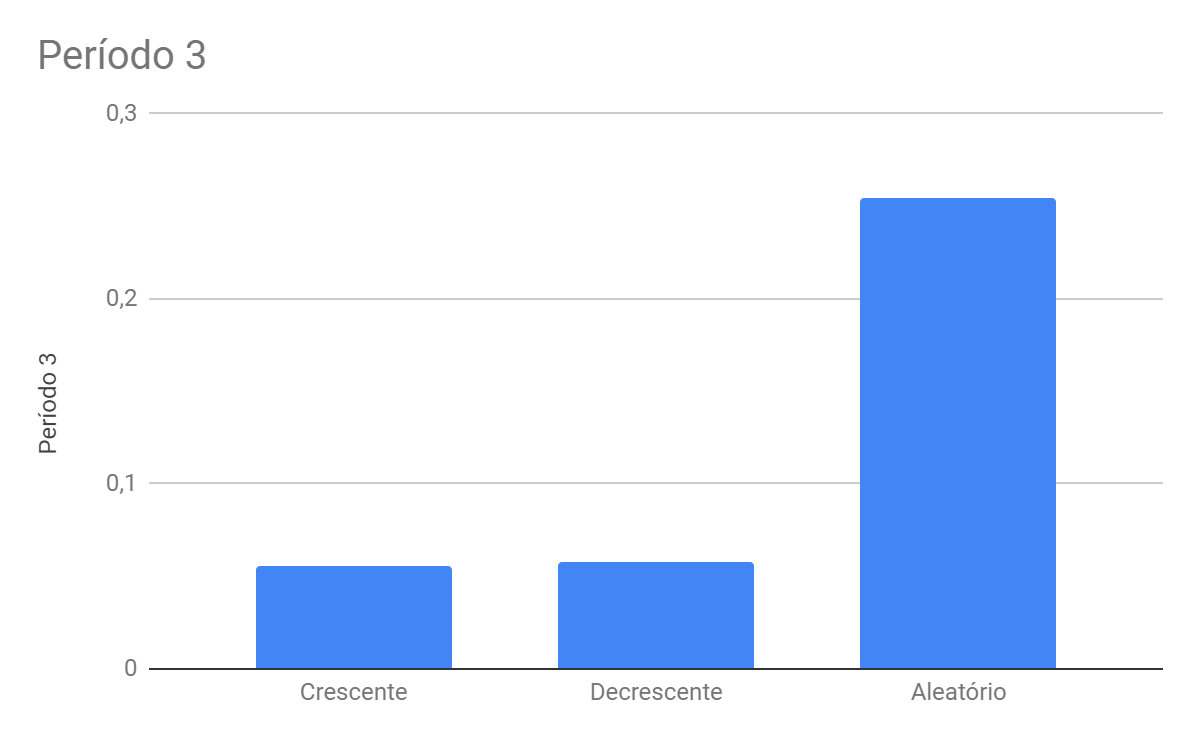 Período 3
0,3
0,2
0,1
0
Período 3
Crescente
Decrescente
Aleatório